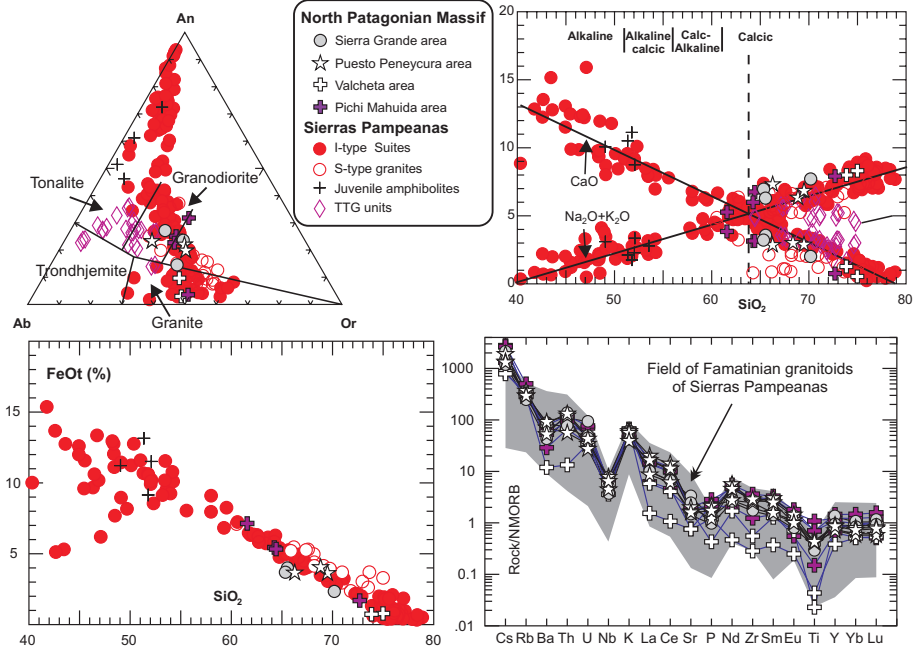 An
Tonalite
Granodiorite
Trondhjemite
Granite
Ab
Or
North Patagonian Massif
Sierra Grande area
Puesto Peneycura area
Valcheta area
Pichi Mahuida area
Sierras Pampeanas
I-type Suites
S-type granites
Juvenile amphibolites
TTG units
Alkaline
Alkaline calcic
Calc-Alkaline
Calcic
20
15
10
5
0
CaO
Na₂O+K₂O
40
50
60
70
80
SiO₂
FeOt (%)
15
10
5
SiO₂
40
50
60
70
80
Rock/NMORB
1000
100
10
1
0.1
.01
Field of Famatinian granitoids
of Sierras Pampeanas
Cs Rb Ba Th U Nb K La Ce Sr P Nd Zr Sm Eu Ti Y Yb Lu